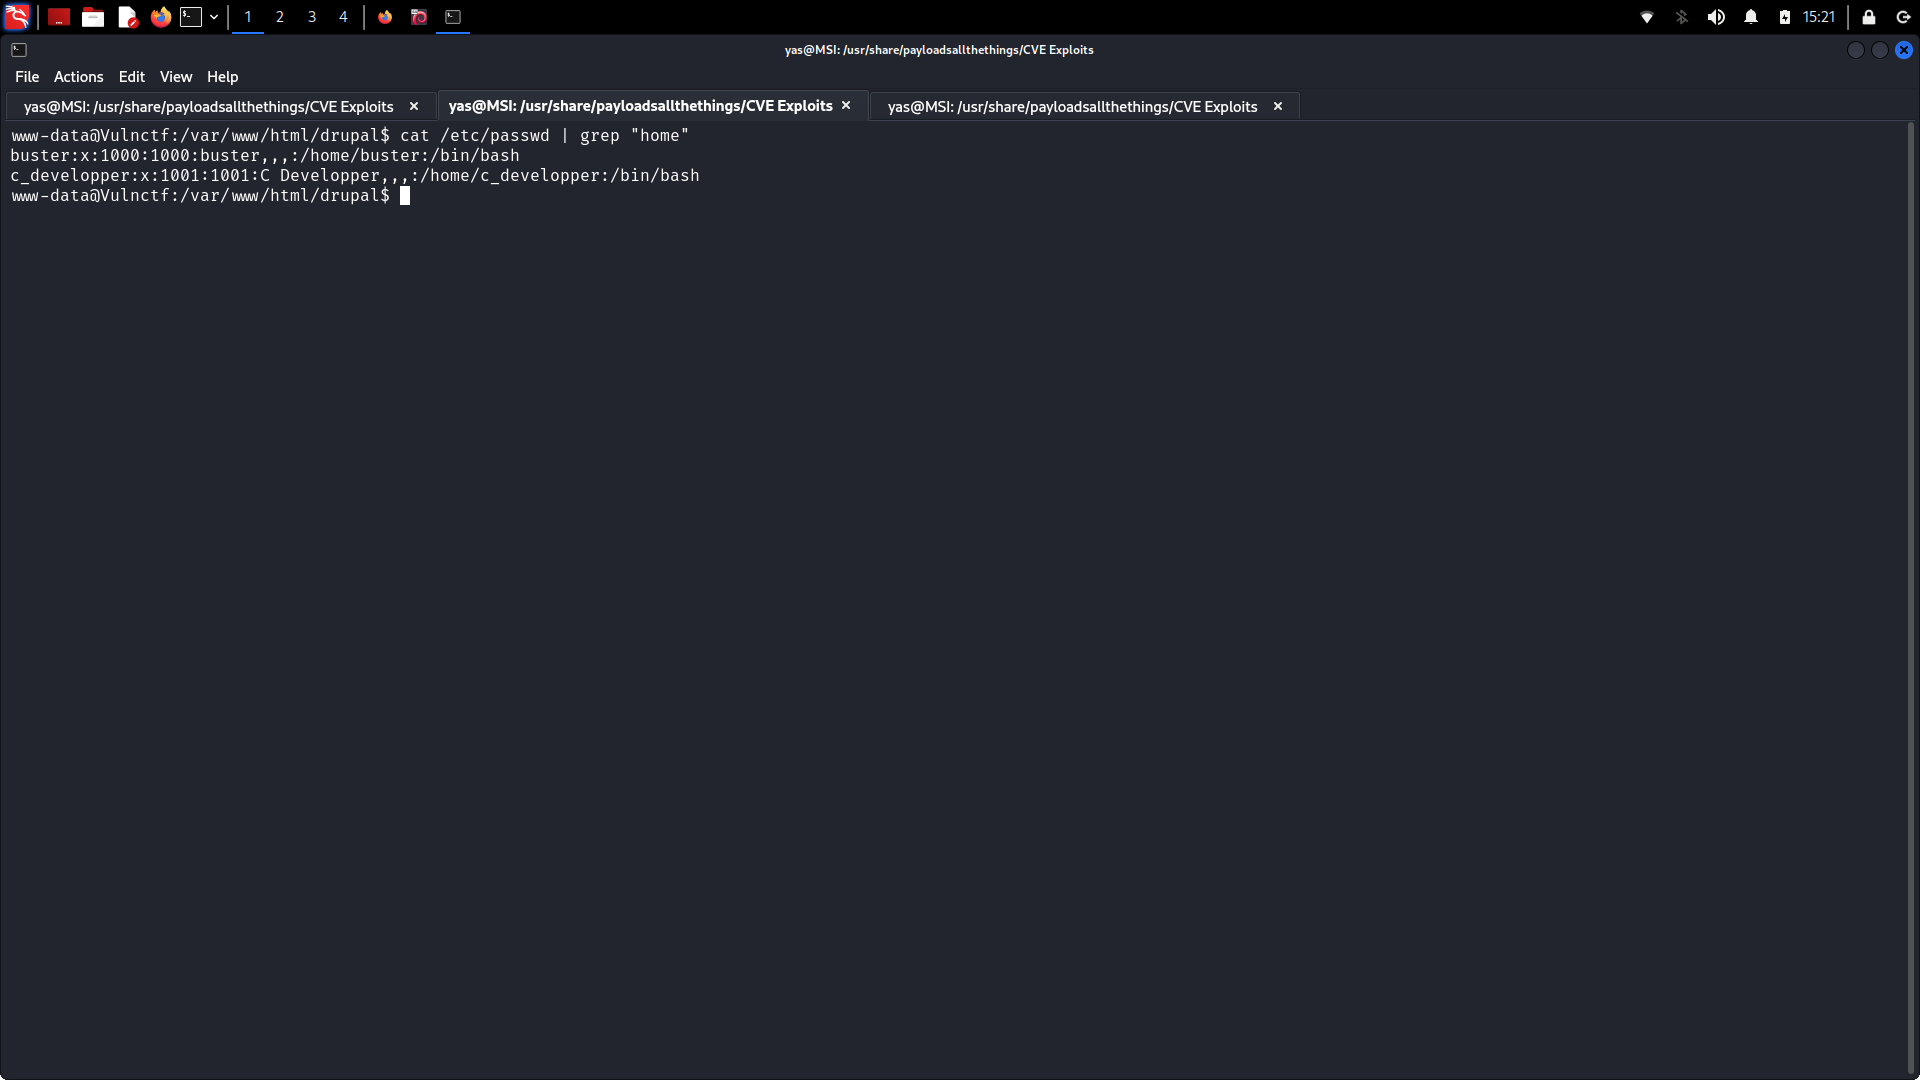 1 2 3 4 15:21
yas@MSI: /usr/share/payloadsallthethings/CVE Exploits
File Actions Edit View Help
yas@MSI: /usr/share/payloadsallthethings/CVE Exploits × yas@MSI: /usr/share/payloadsallthethings/CVE Exploits × yas@MSI: /usr/share/payloadsallthethings/CVE Exploits ×
www-data@Vulnctf:/var/www/html/drupal$ cat /etc/passwd | grep "home"
buster:x:1000:1000:buster,,,:/home/buster:/bin/bash
c_developper:x:1001:1001:C Developper,,,:/home/c_developper:/bin/bash
www-data@Vulnctf:/var/www/html/drupal$